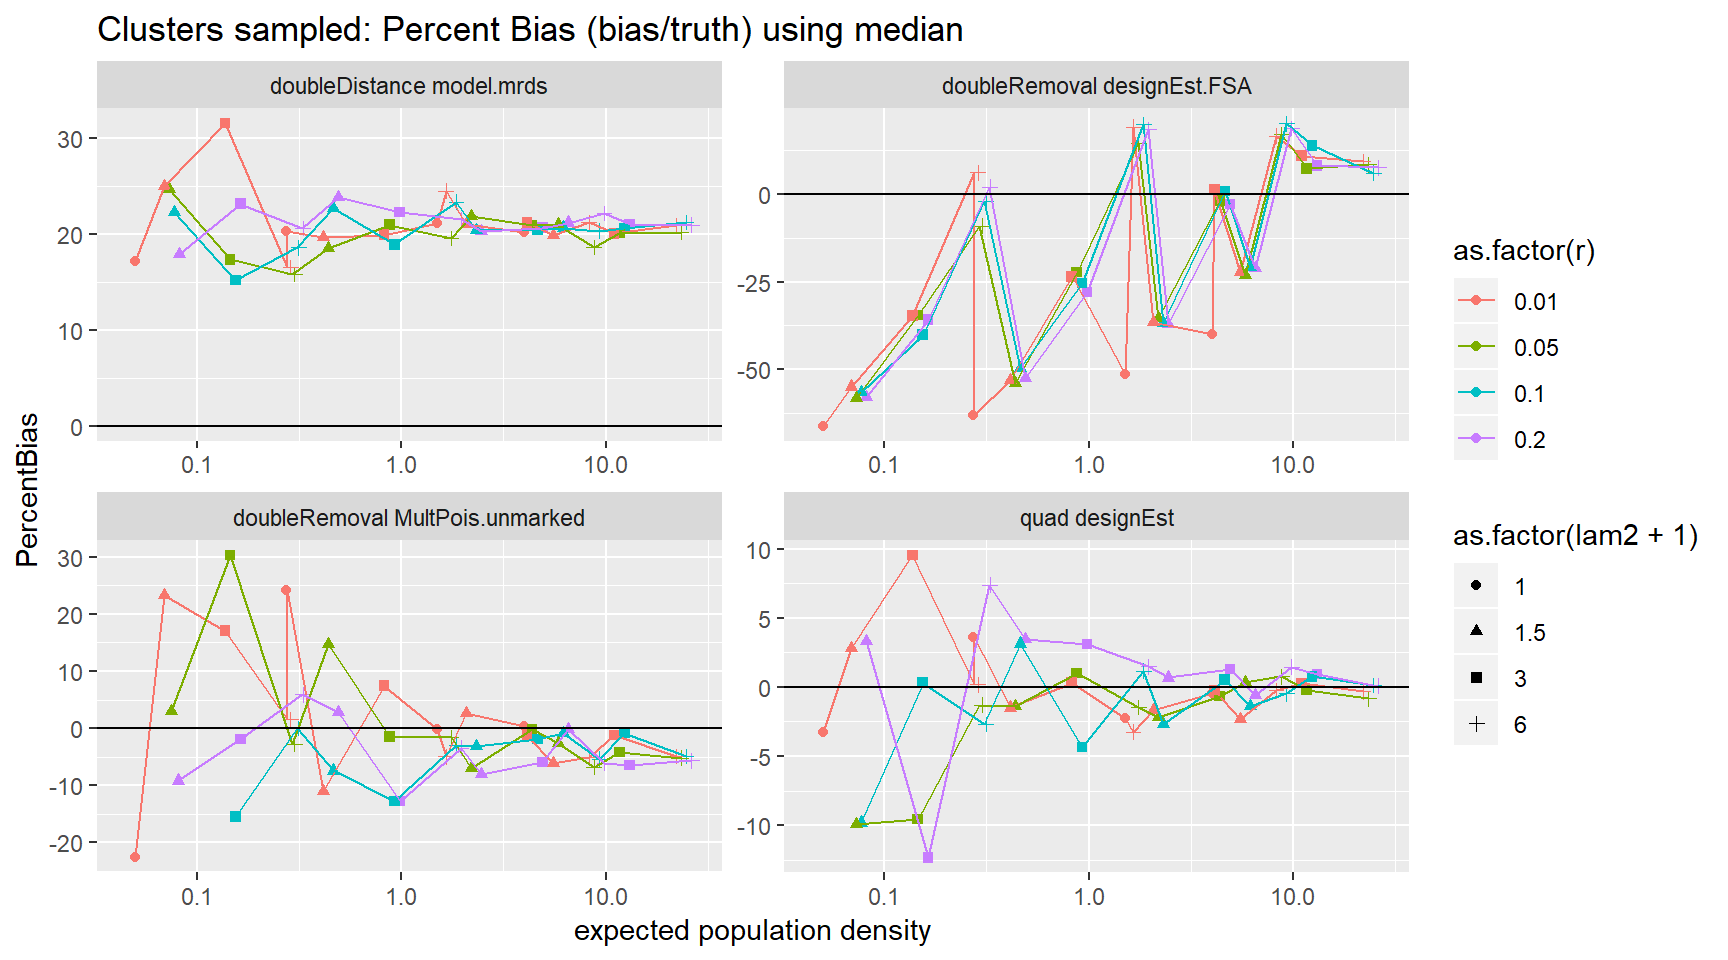 Clusters sampled: Percent Bias (bias/truth) using median
doubleDistance model.mrds
30
20
10
0
0.1 1.0 10.0
doubleRemoval designEst.FSA
0
-25
-50
0.1 1.0 10.0
doubleRemoval MultPois.unmarked
30
20
10
0
-10
-20
0.1 1.0 10.0
quad designEst
10
5
0
-5
-10
0.1 1.0 10.0
PercentBias
expected population density
as.factor(r)
0.01
0.05
0.1
0.2
as.factor(lam2 + 1)
1
1.5
3
6